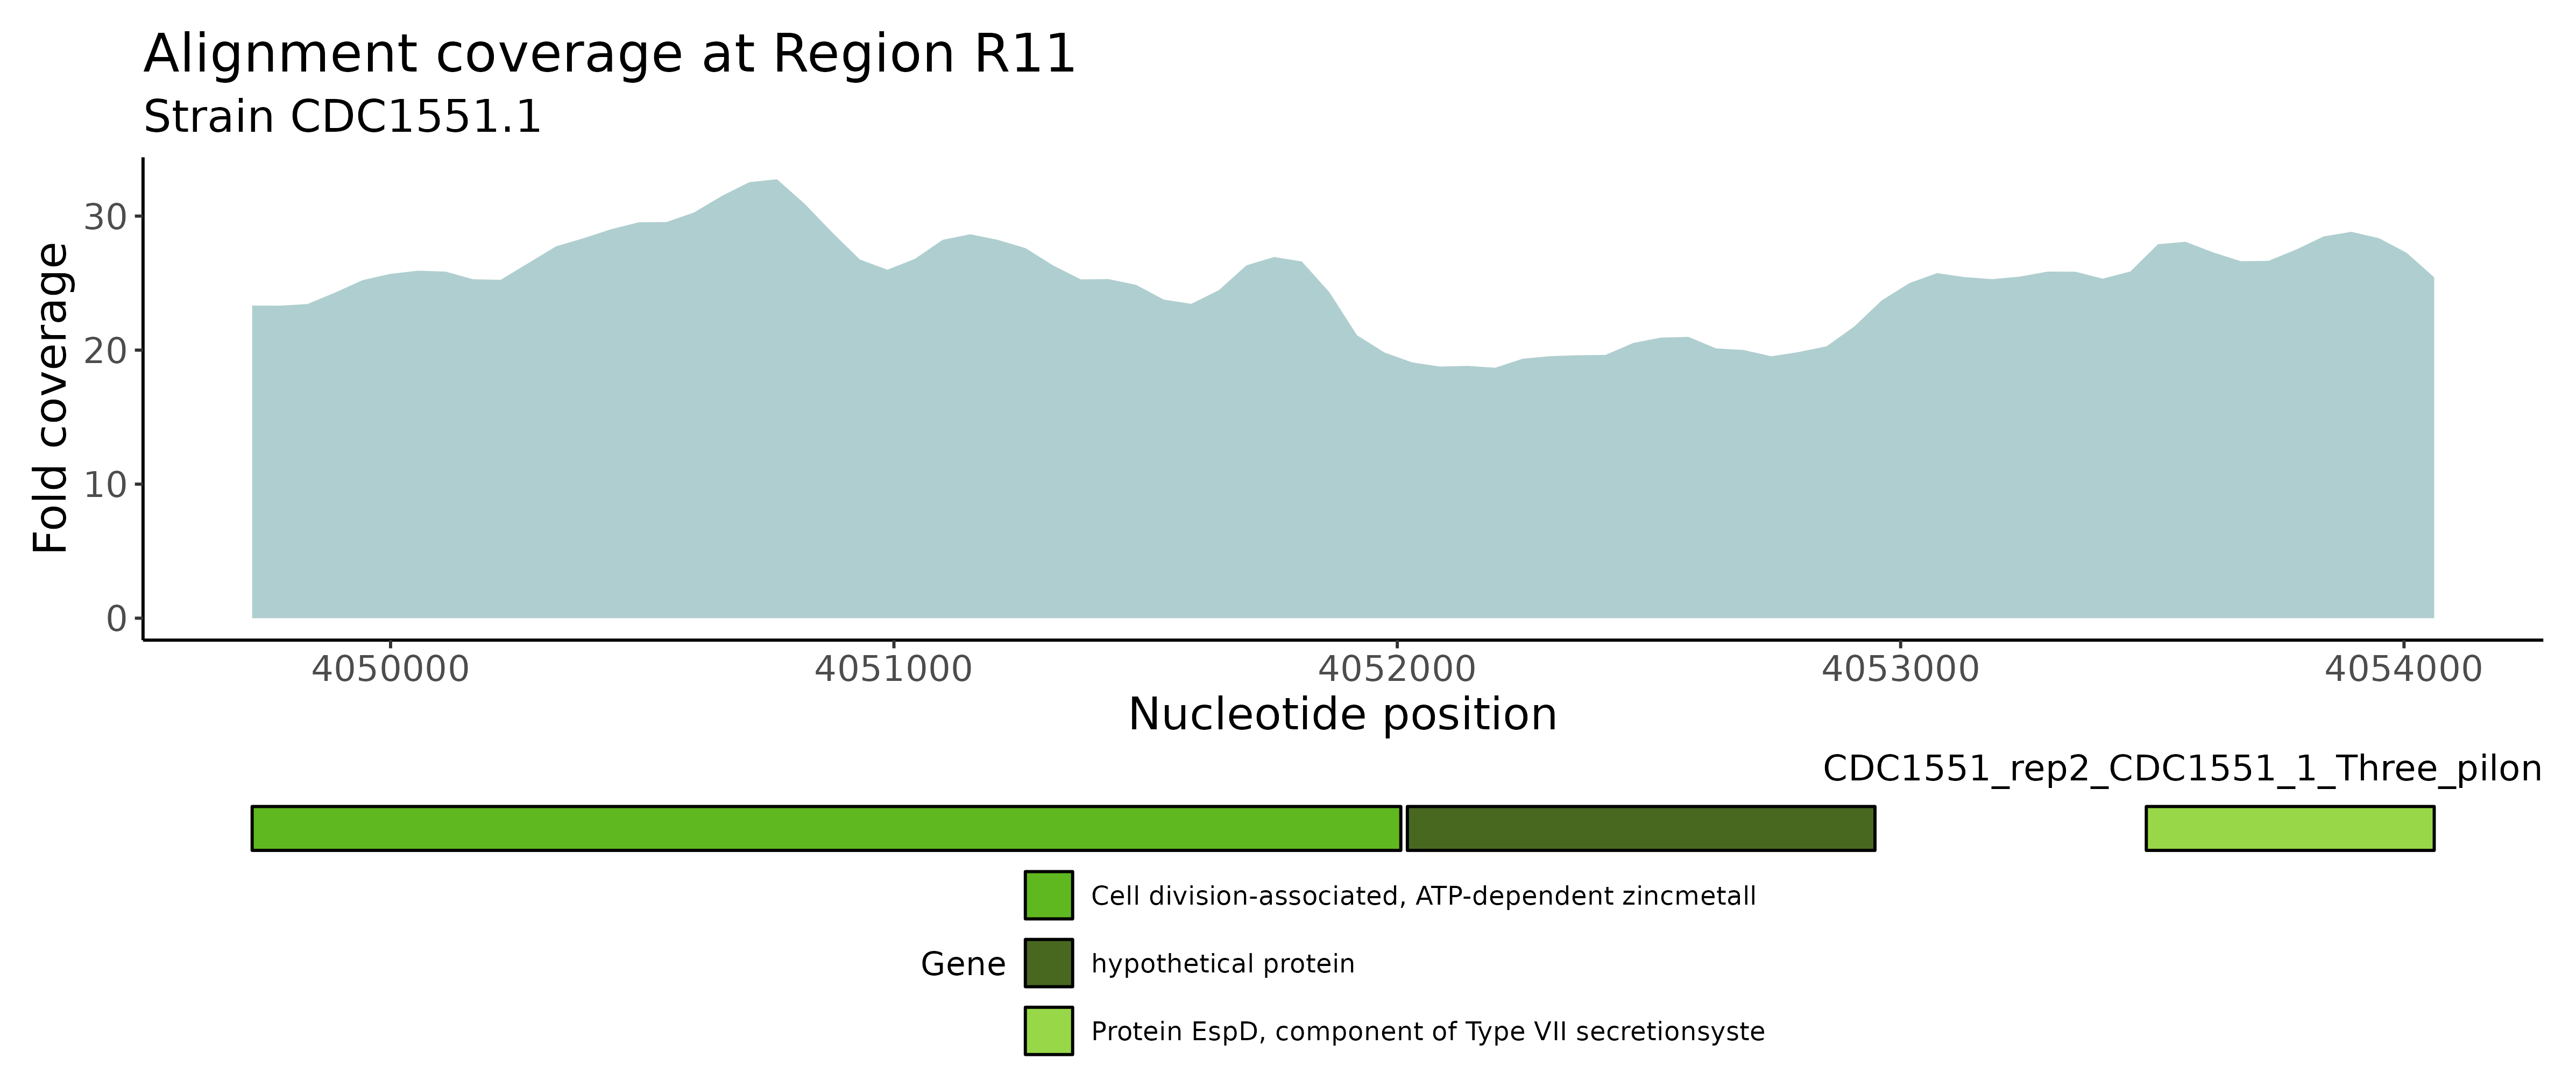 Alignment coverage at Region R11
Strain CDC1551.1
Fold coverage
30
20
10
0
4050000 4051000 4052000 4053000 4054000
Nucleotide position
CDC1551_rep2_CDC1551_1_Three_pilon
Gene
Cell division-associated, ATP-dependent zincmetall
hypothetical protein
Protein EspD, component of Type VII secretionsyste